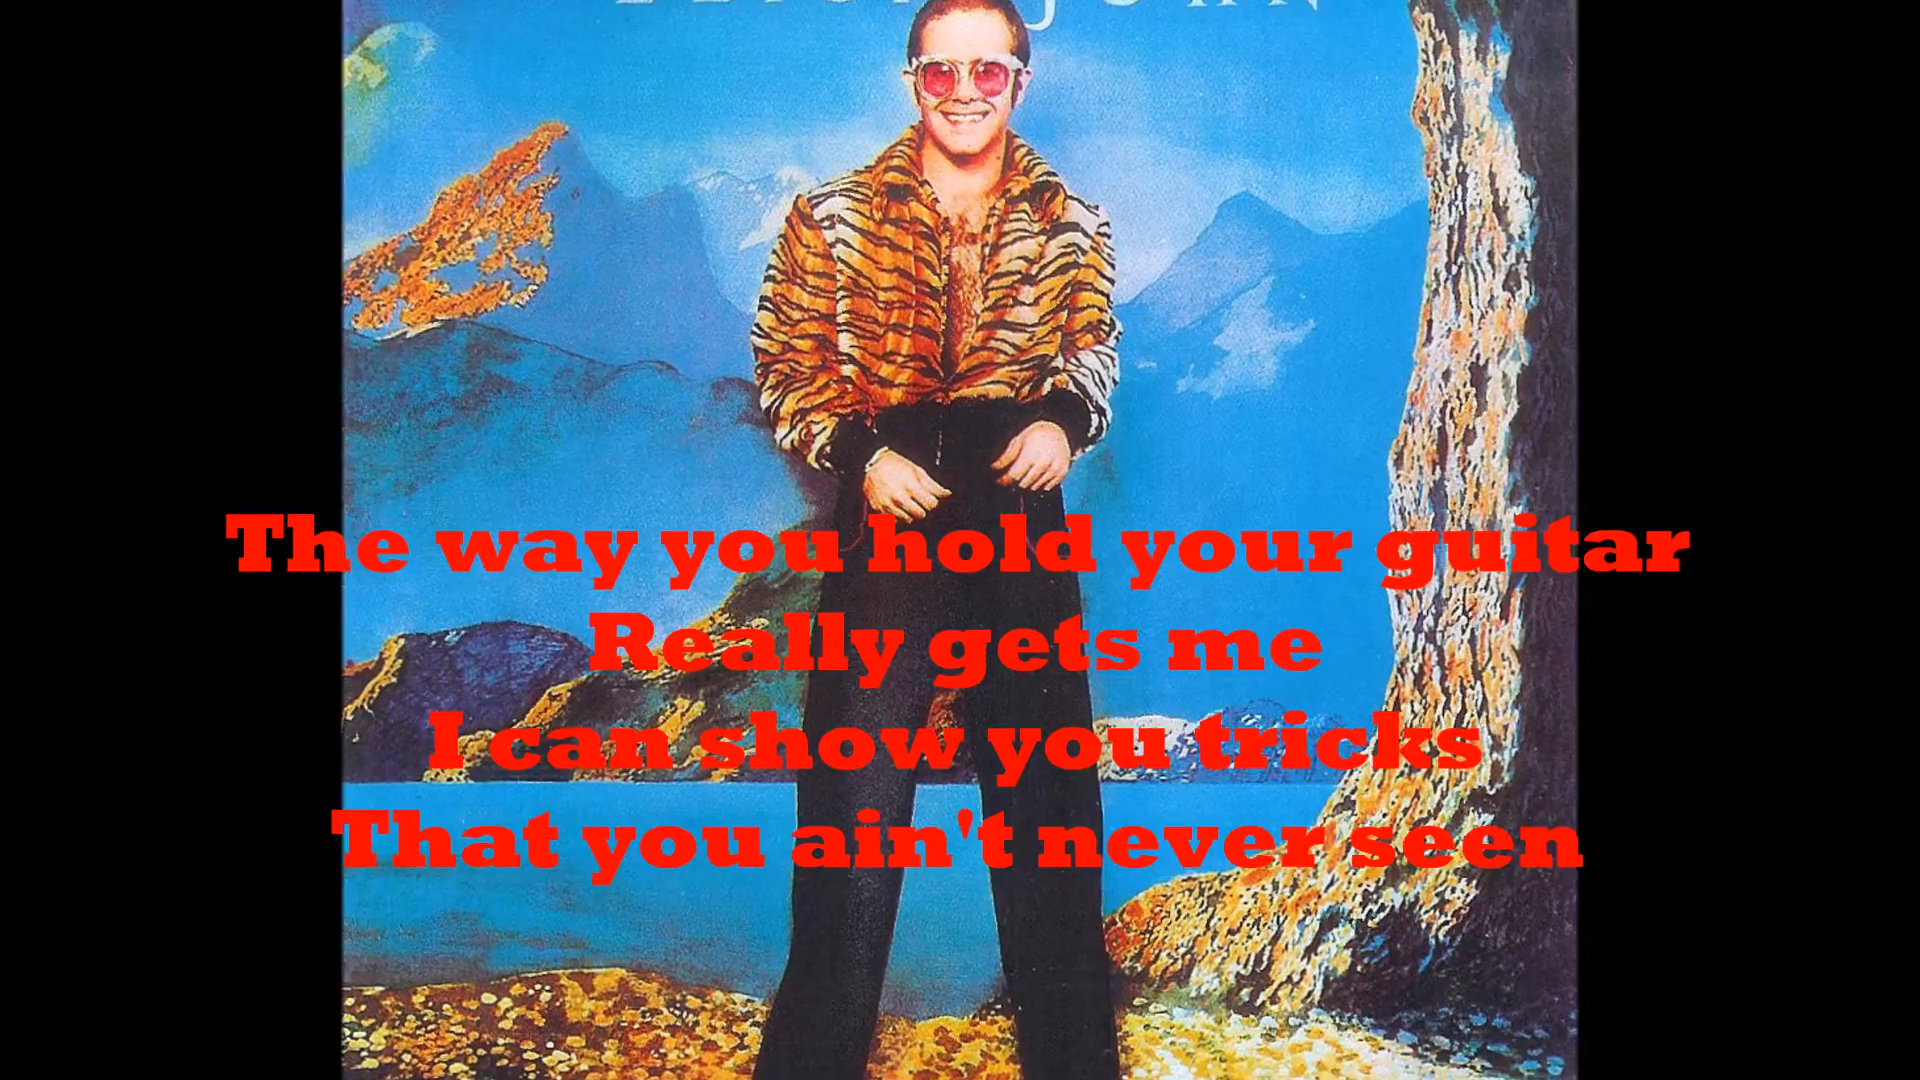 The way you hold your guitar
Really gets me
I can show you tricks
That you ain't never seen